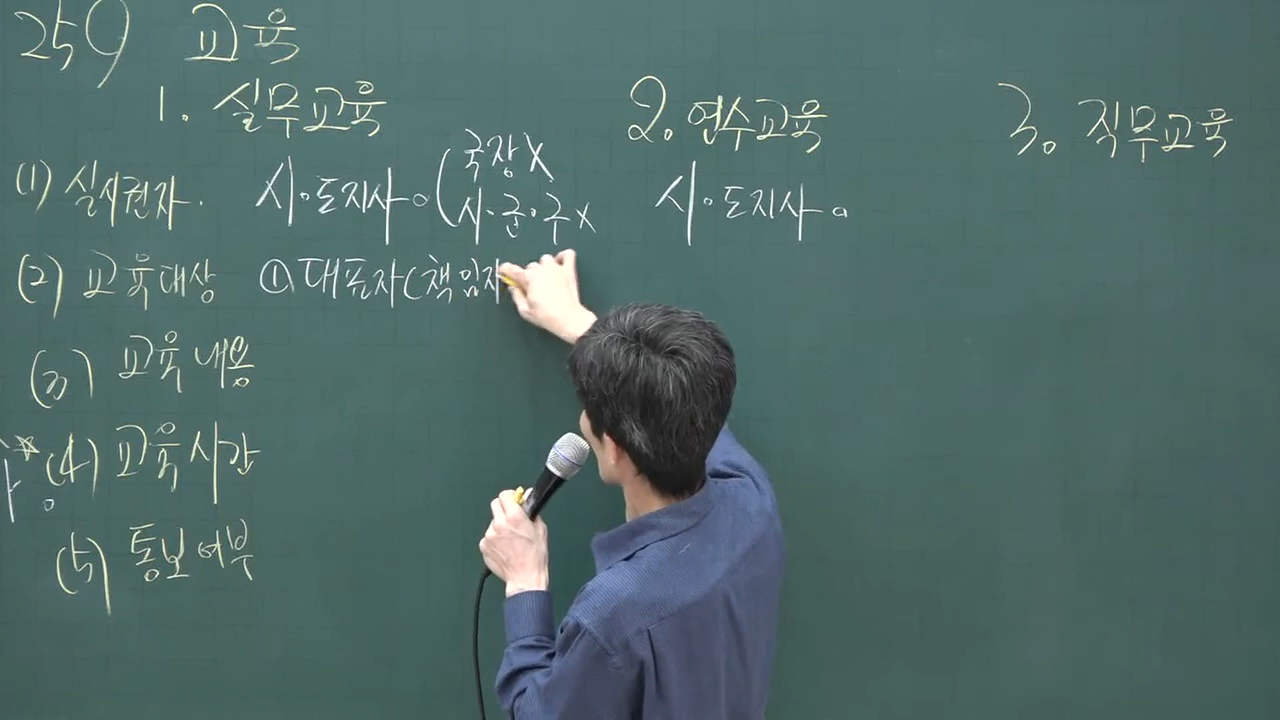 259 교육
1. 실무교육 2. 연수교육 3. 직무교육
(1) 실시권자. 시·도지사。( 국장 X 시·군·구 X 시·도지사。
(2) 교육대상 ① 대표자(책임자
(3) 교육내용
☆(4) 교육시간
(5) 통보여부